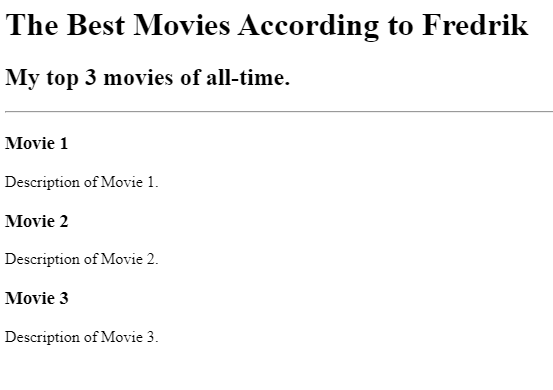 The Best Movies According to Fredrik
My top 3 movies of all-time.
Movie 1
Description of Movie 1.
Movie 2
Description of Movie 2.
Movie 3
Description of Movie 3.